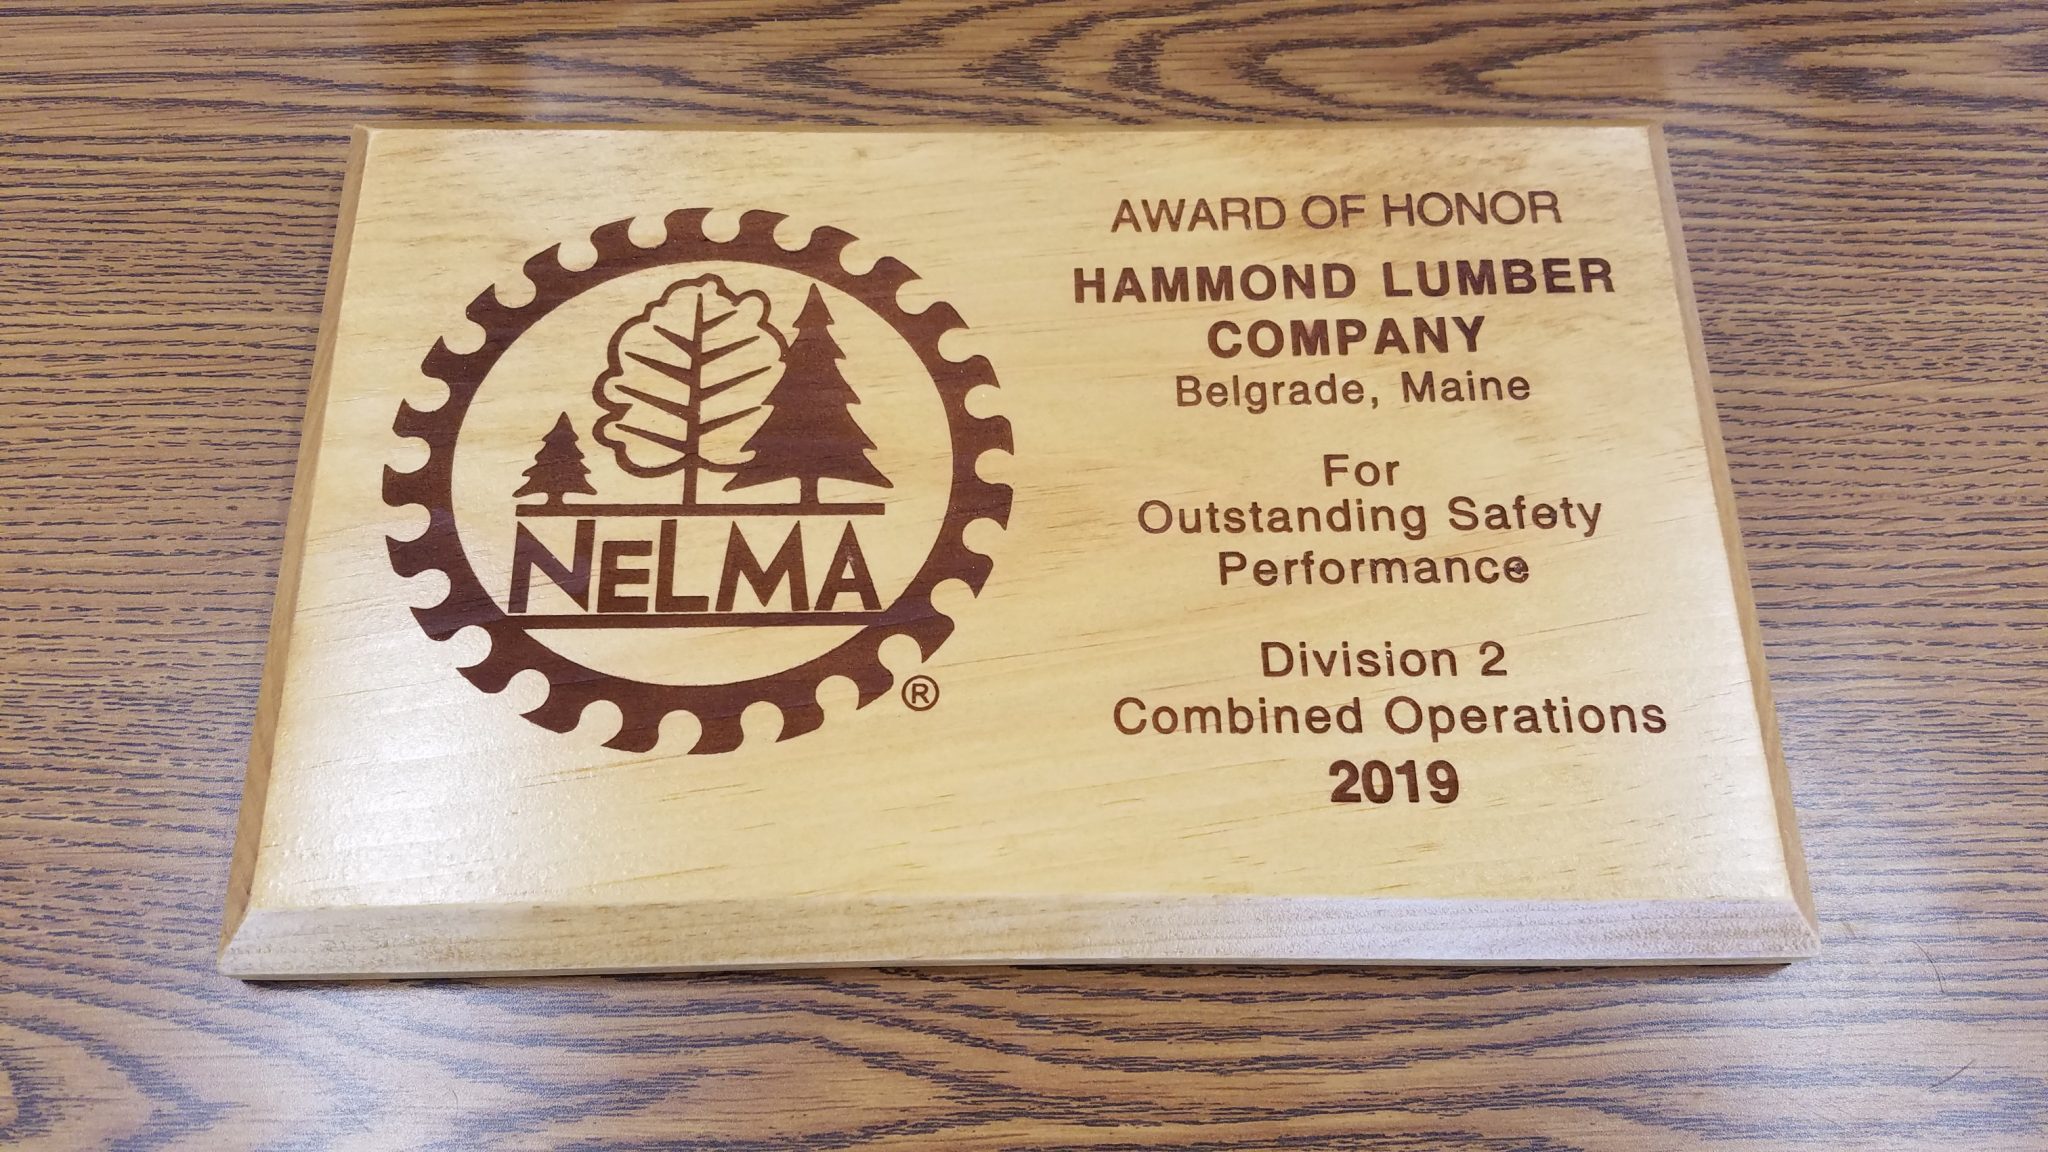 NELMA
®
AWARD OF HONOR
HAMMOND LUMBER
COMPANY
Belgrade, Maine
For
Outstanding Safety
Performance
Division 2
Combined Operations
2019